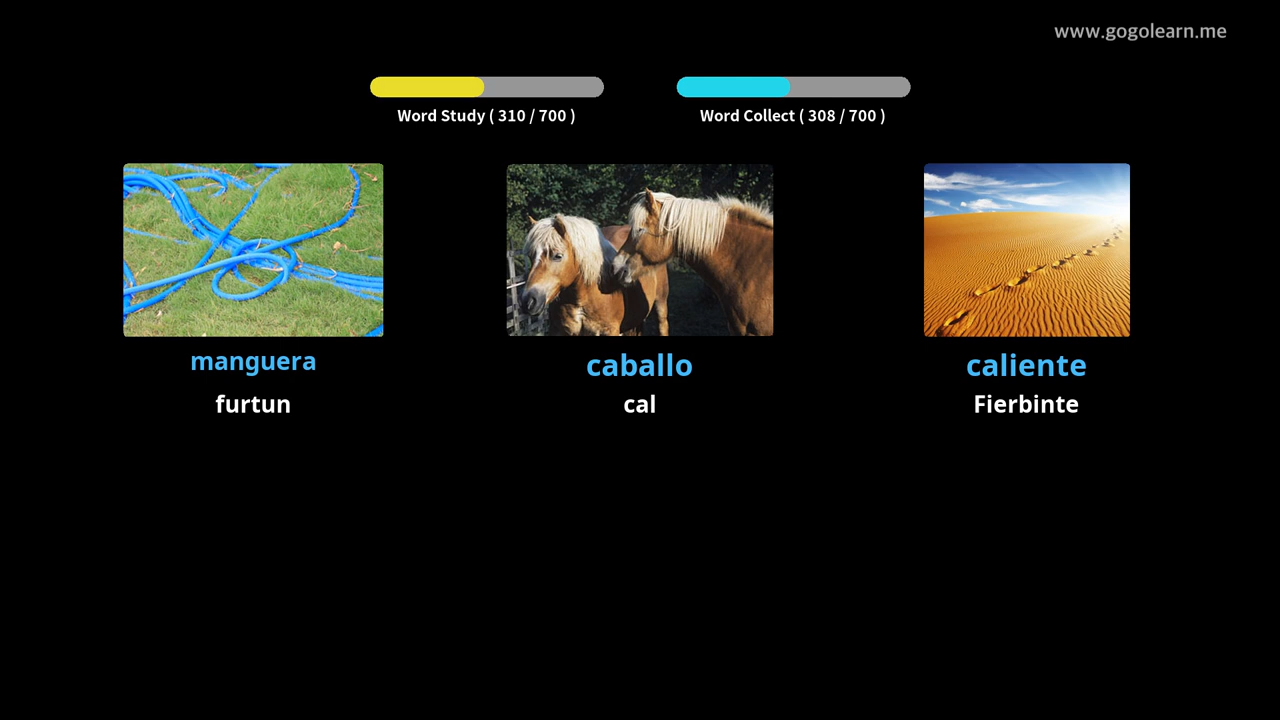 www.gogolearn.me
Word Study ( 310 / 700 )
Word Collect ( 308 / 700 )
manguera
caballo
caliente
furtun
cal
Fierbinte